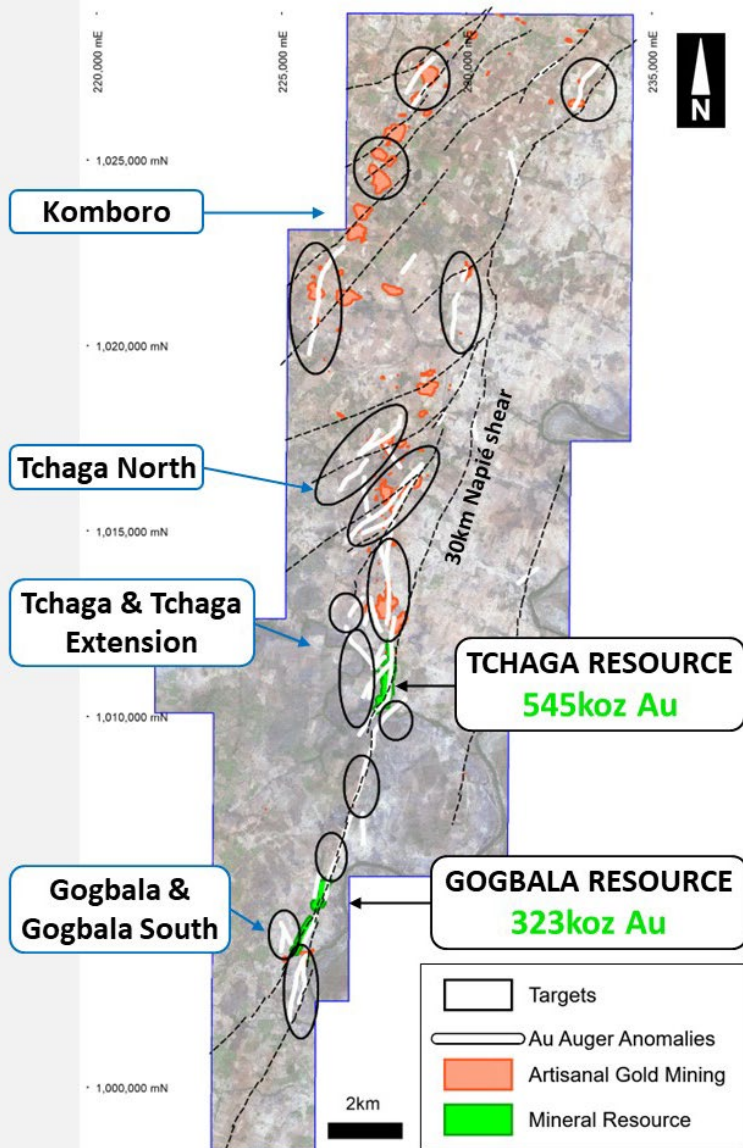 220,000 mE
225,000 mE
230,000 mE
235,000 mE
N
1,025,000 mN
Komboro
1,020,000 mN
30km Napié shear
Tchaga North
1,015,000 mN
Tchaga & Tchaga
Extension
TCHAGA RESOURCE
545koz Au
1,010,000 mN
Gogbala &
Gogbala South
GOGBALA RESOURCE
323koz Au
Targets
Au Auger Anomalies
Artisanal Gold Mining
Mineral Resource
1,000,000 mN
2km